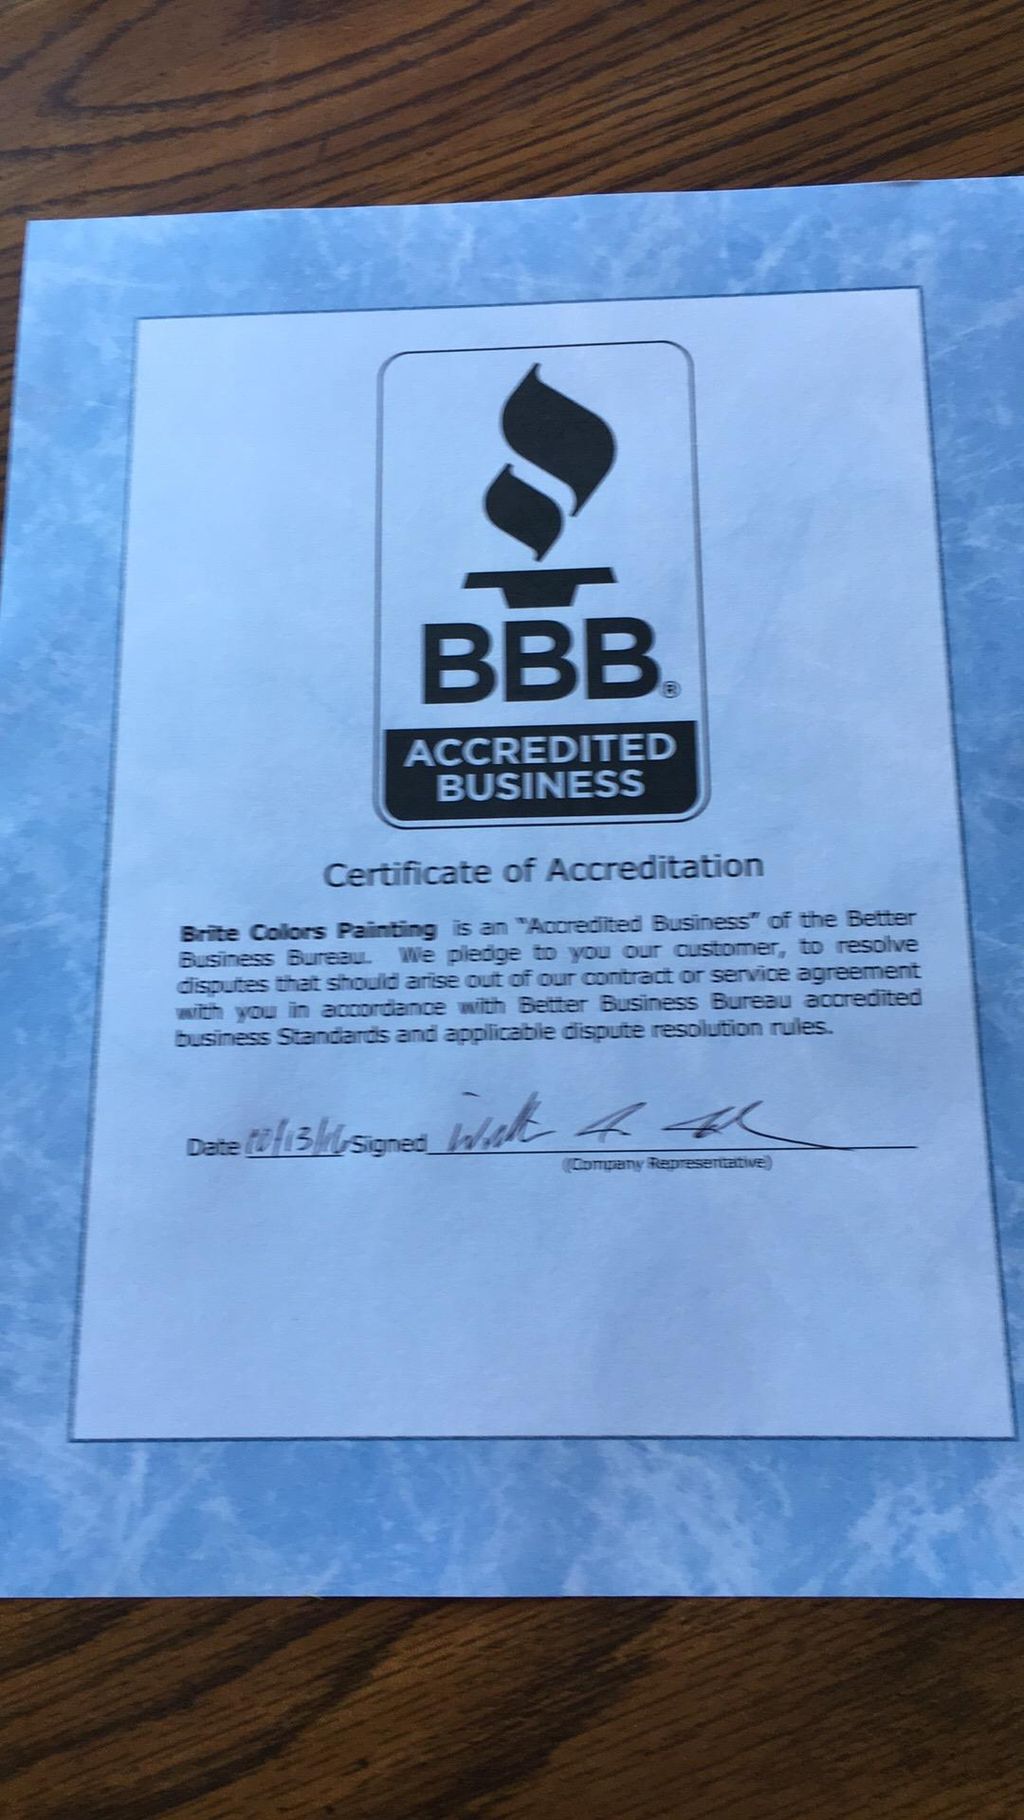 BBB®
ACCREDITED
BUSINESS
Certificate of Accreditation
Brite Colors Painting is an "Accredited Business" of the Better
Business Bureau. We pledge to you our customer, to resolve
disputes that should arise out of our contract or service agreement
with you in accordance with Better Business Bureau accredited
business Standards and applicable dispute resolution rules.
Date 10/13/16 Signed
(Company Representative)